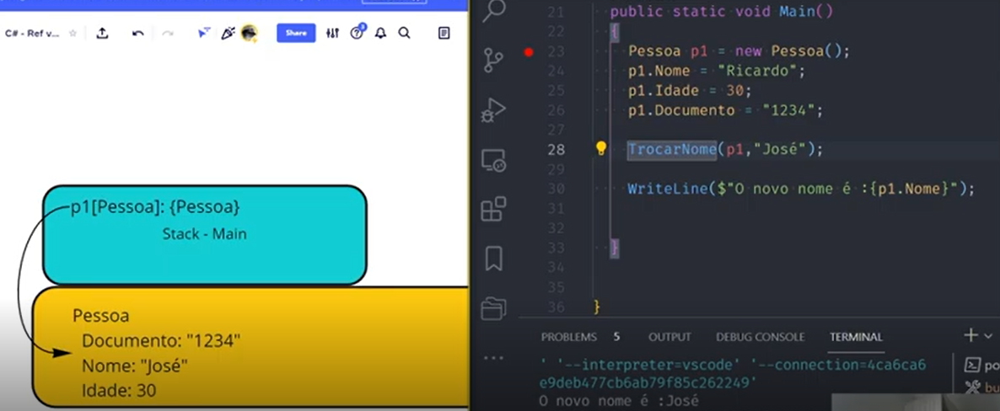 C# - Ref v...
Share
p1[Pessoa]: {Pessoa}
Stack - Main
Pessoa
Documento: "1234"
Nome: "José"
Idade: 30
21 public static void Main()
22 {
23 Pessoa p1 = new Pessoa();
24 p1.Nome = "Ricardo";
25 p1.Idade = 30;
26 p1.Documento = "1234";
27
28 TrocarNome(p1,"José");
29
30 WriteLine($"O novo nome é :{p1.Nome}");
31
32
33 }
34
35
36 }
PROBLEMS 5 OUTPUT DEBUG CONSOLE TERMINAL
' '--interpreter=vscode' '--connection=4ca6ca6
e9deb477cb6ab79f85c262249'
O novo nome é :José
po
bu